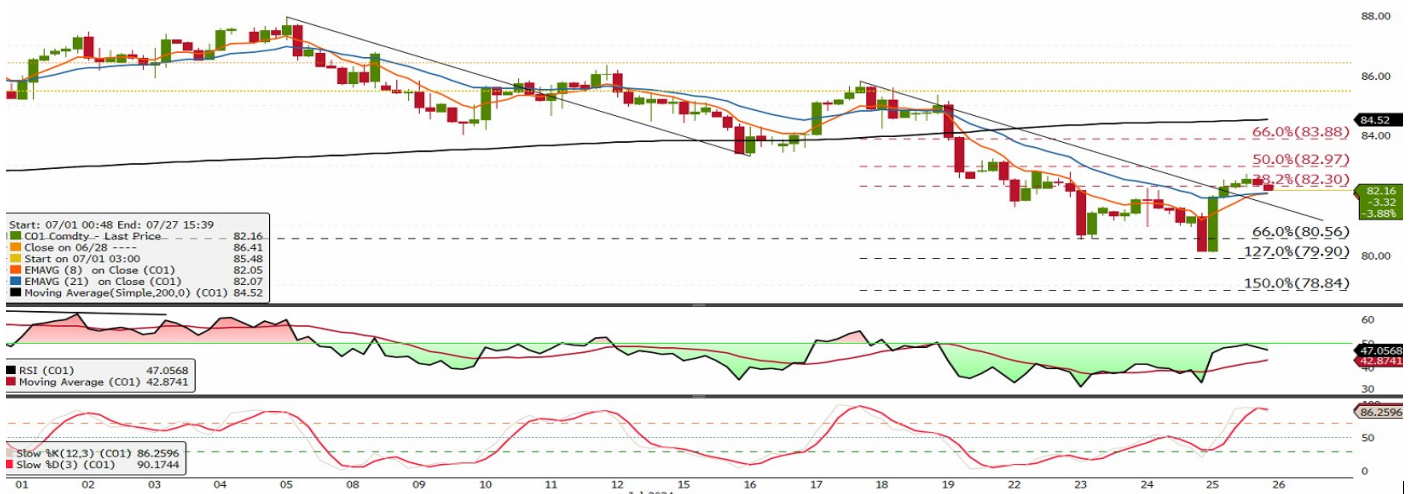 88.00
86.00
84.52
84.00
66.0%(83.88)
50.0%(82.97)
38.2%(82.30)
82.16
-3.32
-3.88%
66.0%(80.56)
127.0%(79.90)
80.00
150.0%(78.84)
Start: 07/01 00:48 End: 07/27 15:39
CO1 Comdty - Last Price 82.16
Close on 06/28 ---- 86.41
Start on 07/01 03:00 85.48
EMAVG (8) on Close (CO1) 82.05
EMAVG (21) on Close (CO1) 82.07
Moving Average(Simple,200,0) (CO1) 84.52
60
47.0568
42.8741
30
RSI (CO1) 47.0568
Moving Average (CO1) 42.8741
86.2596
50
0
Slow %K(12,3) (CO1) 86.2596
Slow %D(3) (CO1) 90.1744
01 02 03 04 05 08 09 10 11 12 15 16 17 18 19 22 23 24 25 26